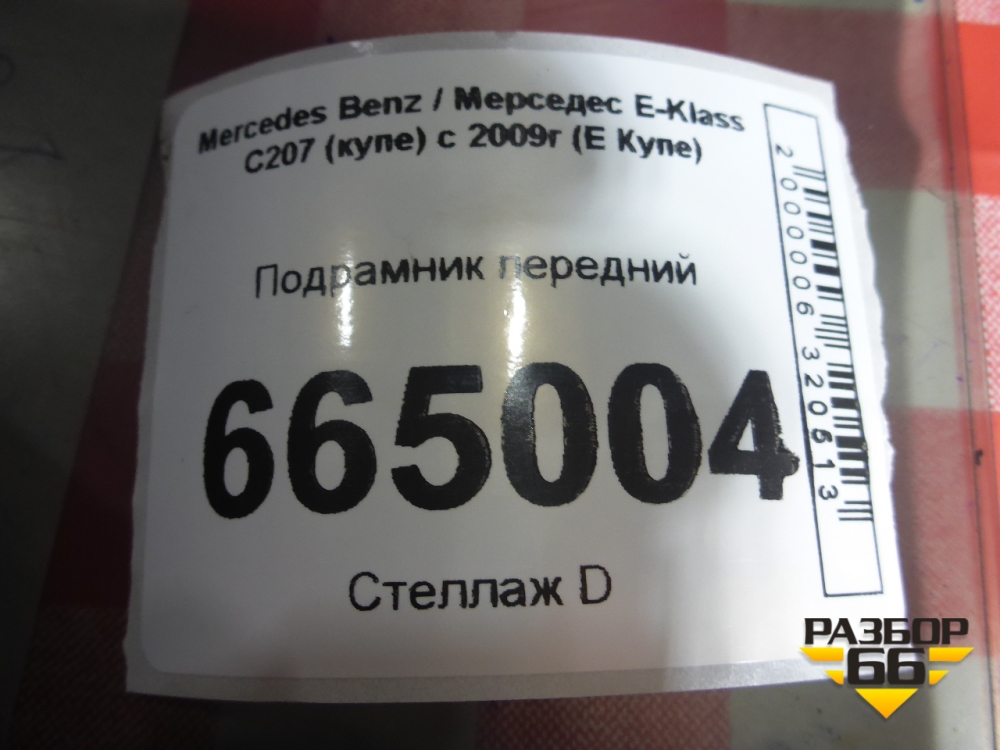 Mercedes Benz / Мерседес E-Klass
C207 (купе) с 2009г (Е Купе)
Подрамник передний
665004
Стеллаж D
2000006320613
РАЗБОР
66